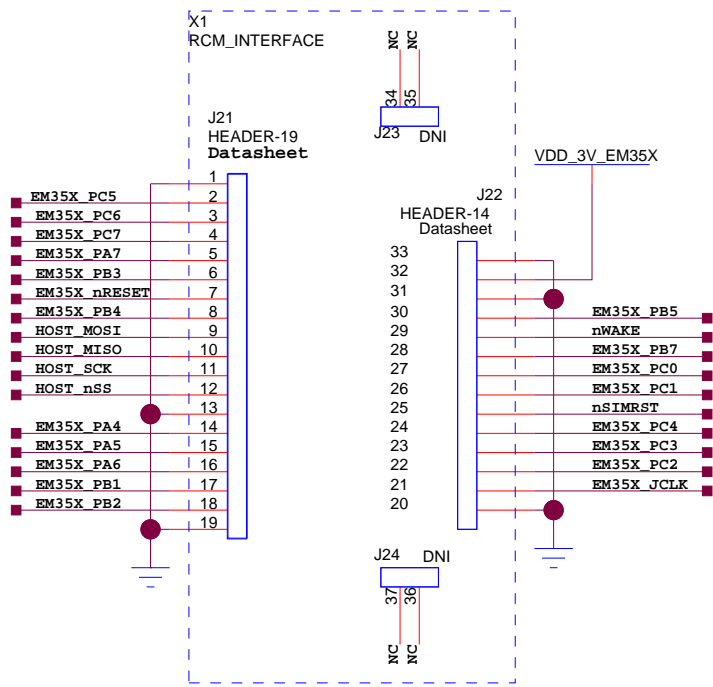 X1
RCM_INTERFACE
NC NC
34 35
J23 DNI
J21
HEADER-19
Datasheet
VDD_3V_EM35X
J22
HEADER-14
Datasheet
1
EM35X_PC5 2
EM35X_PC6 3
EM35X_PC7 4
EM35X_PA7 5
EM35X_PB3 6
EM35X_nRESET 7
EM35X_PB4 8
HOST_MOSI 9
HOST_MISO 10
HOST_SCK 11
HOST_nSS 12
13
EM35X_PA4 14
EM35X_PA5 15
EM35X_PA6 16
EM35X_PB1 17
EM35X_PB2 18
19
33
32
31
30 EM35X_PB5
29 nWAKE
28 EM35X_PB7
27 EM35X_PC0
26 EM35X_PC1
25 nSIMRST
24 EM35X_PC4
23 EM35X_PC3
22 EM35X_PC2
21 EM35X_JCLK
20
J24 DNI
37 36
NC NC